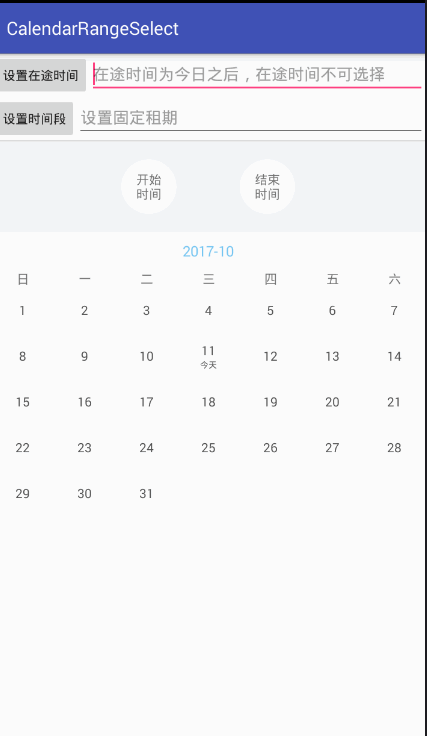 CalendarRangeSelect
设置在途时间 在途时间为今日之后，在途时间不可选择
设置时间段 设置固定租期
开始 结束
时间 时间
2017-10
日 一 二 三 四 五 六
1 2 3 4 5 6 7
8 9 10 11 12 13 14
今天
15 16 17 18 19 20 21
22 23 24 25 26 27 28
29 30 31